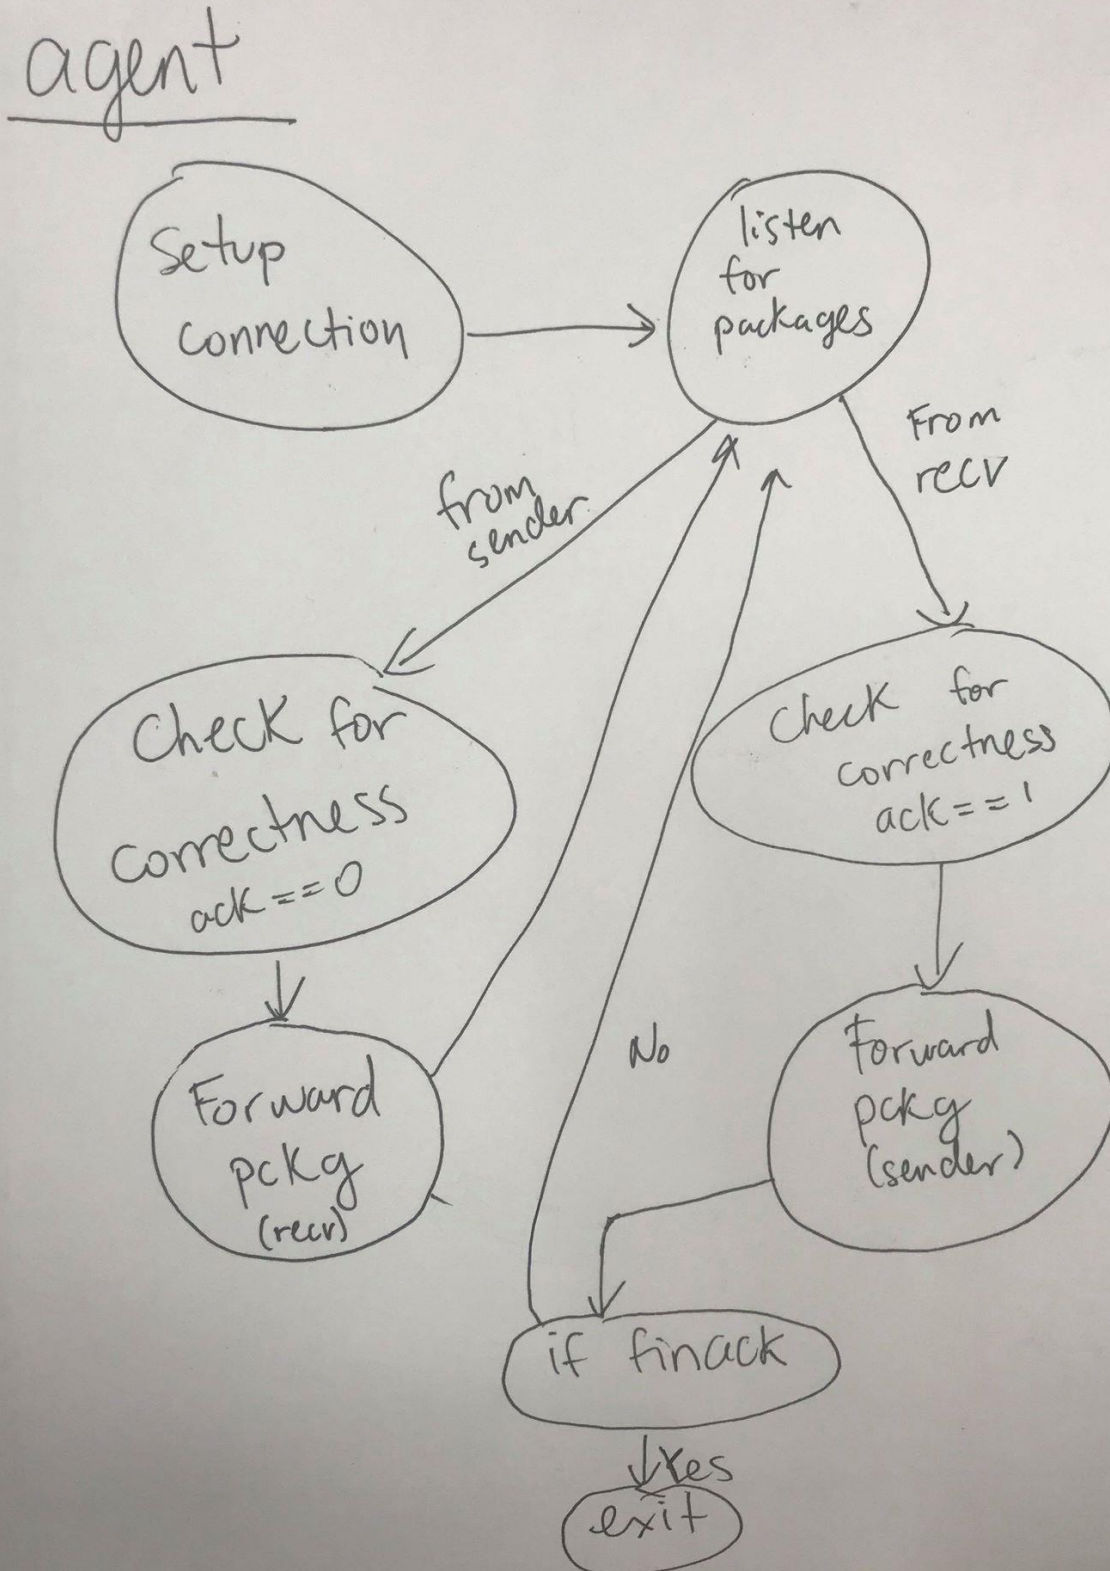 agent
Setup
connection
listen
for
packages
from
sender
From
recv
Check for
correctness
ack==0
Check for
correctness
ack==1
Forward
pckg
(recv)
No
Forward
pckg
(sender)
if finack
Yes
exit